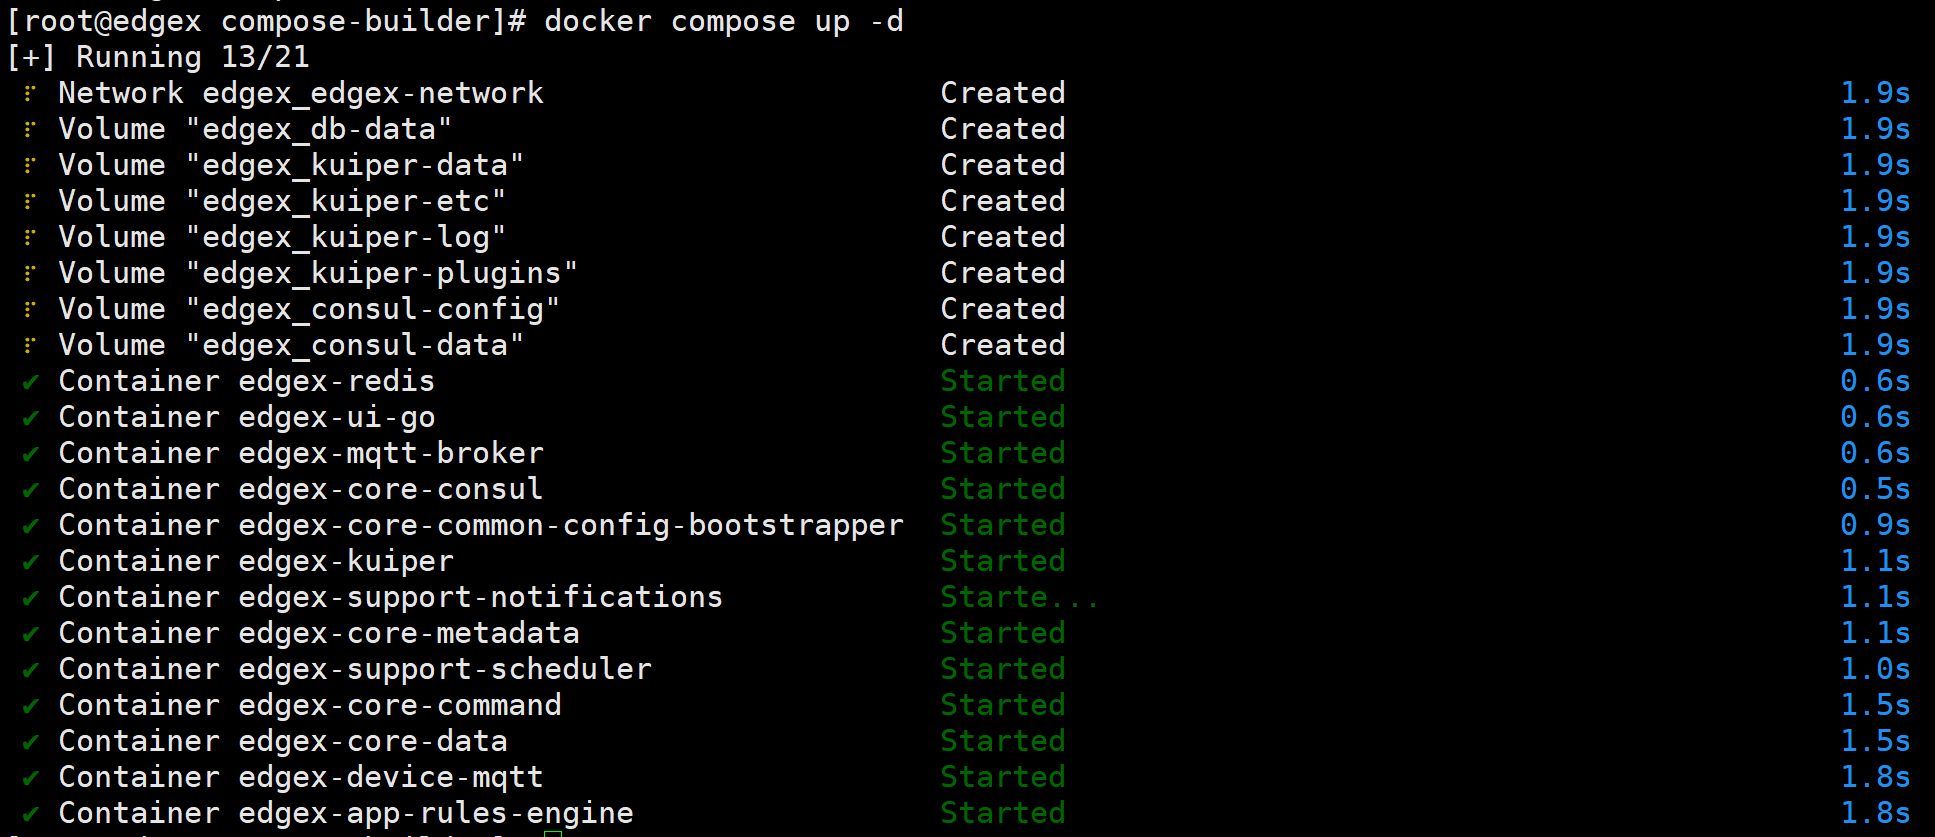 [root@edgex compose-builder]# docker compose up -d
[+] Running 13/21
⠏ Network edgex_edgex-network Created 1.9s
⠏ Volume "edgex_db-data" Created 1.9s
⠏ Volume "edgex_kuiper-data" Created 1.9s
⠏ Volume "edgex_kuiper-etc" Created 1.9s
⠏ Volume "edgex_kuiper-log" Created 1.9s
⠏ Volume "edgex_kuiper-plugins" Created 1.9s
⠏ Volume "edgex_consul-config" Created 1.9s
⠏ Volume "edgex_consul-data" Created 1.9s
✔ Container edgex-redis Started 0.6s
✔ Container edgex-ui-go Started 0.6s
✔ Container edgex-mqtt-broker Started 0.6s
✔ Container edgex-core-consul Started 0.5s
✔ Container edgex-core-common-config-bootstrapper Started 0.9s
✔ Container edgex-kuiper Started 1.1s
✔ Container edgex-support-notifications Starte... 1.1s
✔ Container edgex-core-metadata Started 1.1s
✔ Container edgex-support-scheduler Started 1.0s
✔ Container edgex-core-command Started 1.5s
✔ Container edgex-core-data Started 1.5s
✔ Container edgex-device-mqtt Started 1.8s
✔ Container edgex-app-rules-engine Started 1.8s